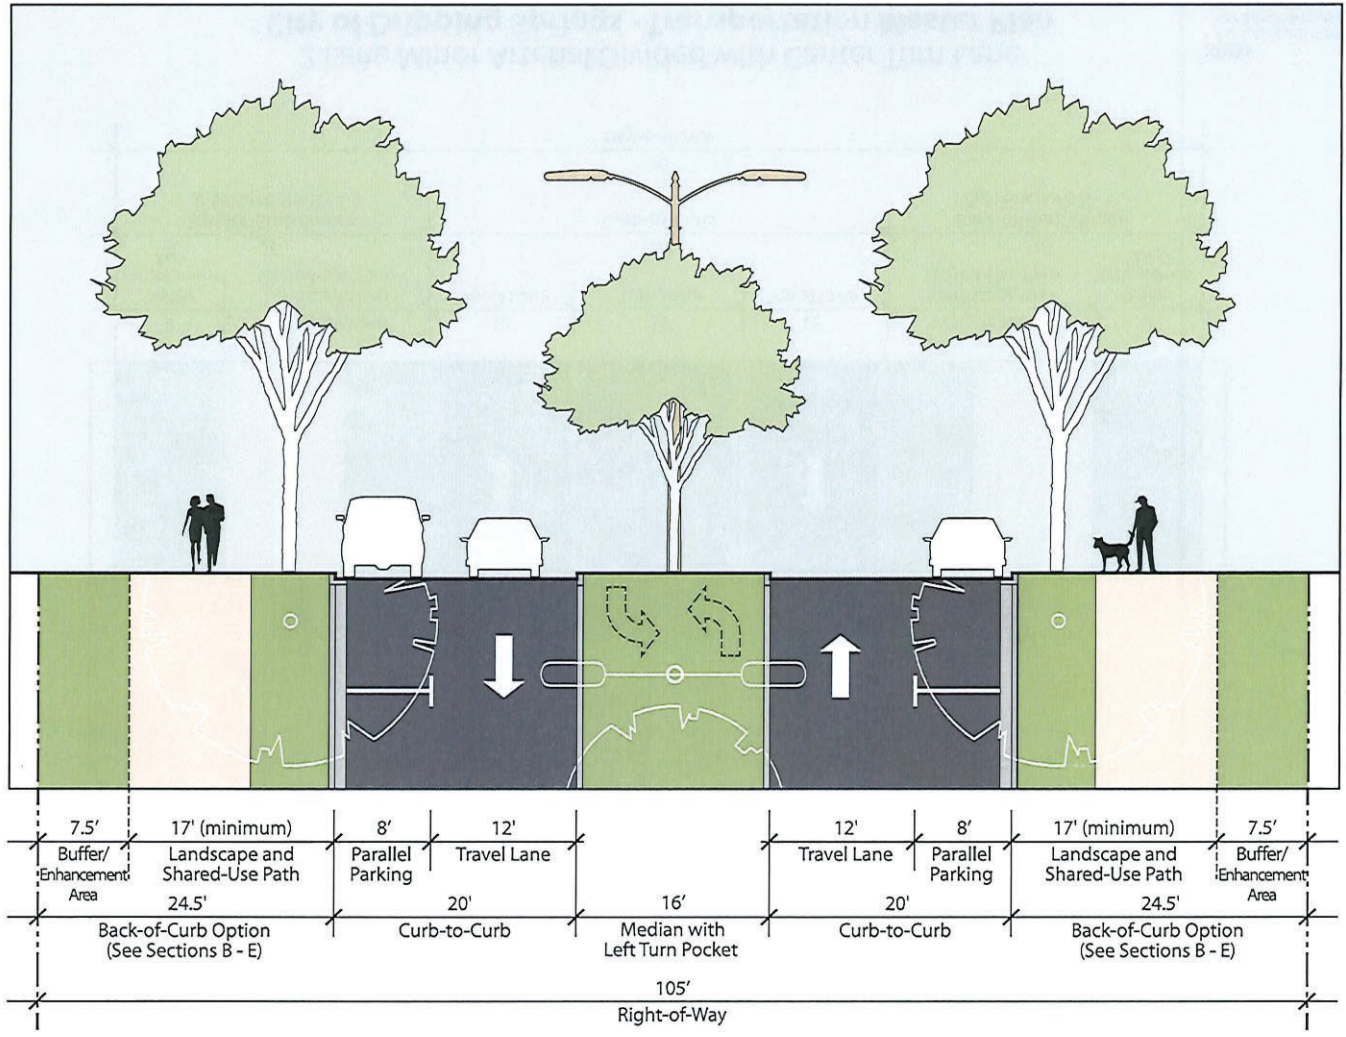 7.5'
17' (minimum)
8'
12'
12'
8'
17' (minimum)
7.5'
Buffer/
Enhancement
Area
Landscape and
Shared-Use Path
Parallel
Parking
Travel Lane
Travel Lane
Parallel
Parking
Landscape and
Shared-Use Path
Buffer/
Enhancement
Area
24.5'
20'
16'
20'
24.5'
Back-of-Curb Option
(See Sections B - E)
Curb-to-Curb
Median with
Left Turn Pocket
Curb-to-Curb
Back-of-Curb Option
(See Sections B - E)
105'
Right-of-Way